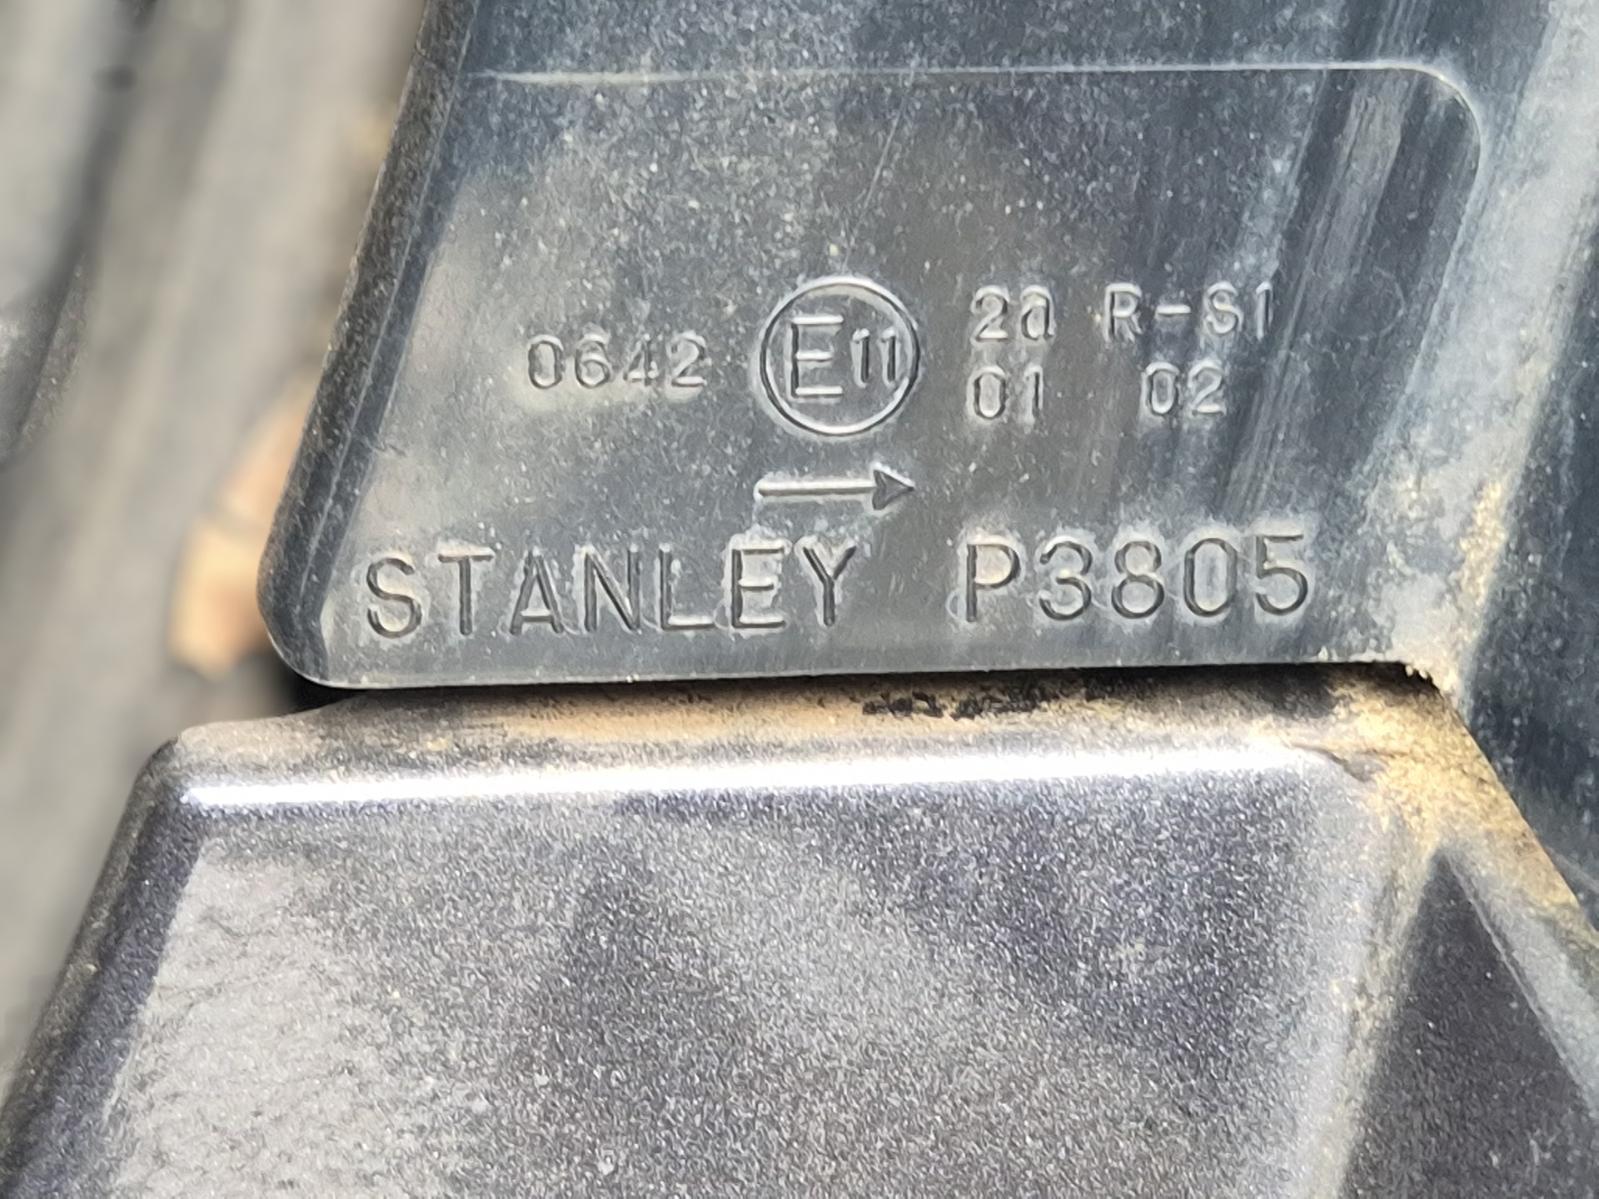 2a R-S1
0642 E11
01 02
STANLEY P3805